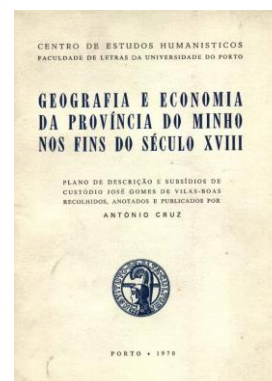 CENTRO DE ESTUDOS HUMANISTICOS
FACULDADE DE LETRAS DA UNIVERSIDADE DO PORTO
GEOGRAFIA E ECONOMIA
DA PROVÍNCIA DO MINHO
NOS FINS DO SÉCULO XVIII
PLANO DE DESCRIÇÃO E SUBSÍDIOS DE
CUSTÓDIO JOSÉ GOMES DE VILAS-BOAS
RECOLHIDOS, ANOTADOS E PUBLICADOS POR
ANTÓNIO CRUZ
PORTO • 1970